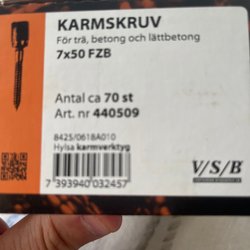 KARMSKRUV
För trä, betong och lättbetong
7x50 FZB
Antal ca 70 st
Art. nr 440509
8425/0618A010
Hylsa karmverktyg
7 393940 032457
V/S/B